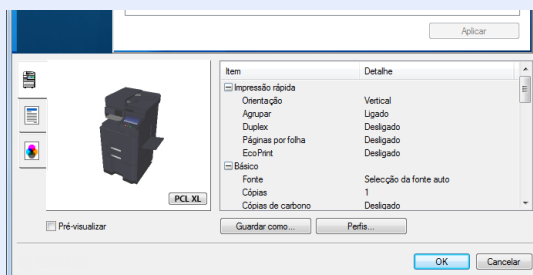 Aplicar
Item Detalhe
Impressão rápida
Orientação Vertical
Agrupar Ligado
Duplex Desligado
Páginas por folha Desligado
EcoPrint Desligado
Básico
Fonte Selecção da fonte auto
Cópias 1
Cópias de carbono Desligado
PCL XL
Pré-visualizar Guardar como... Perfis...
OK Cancelar